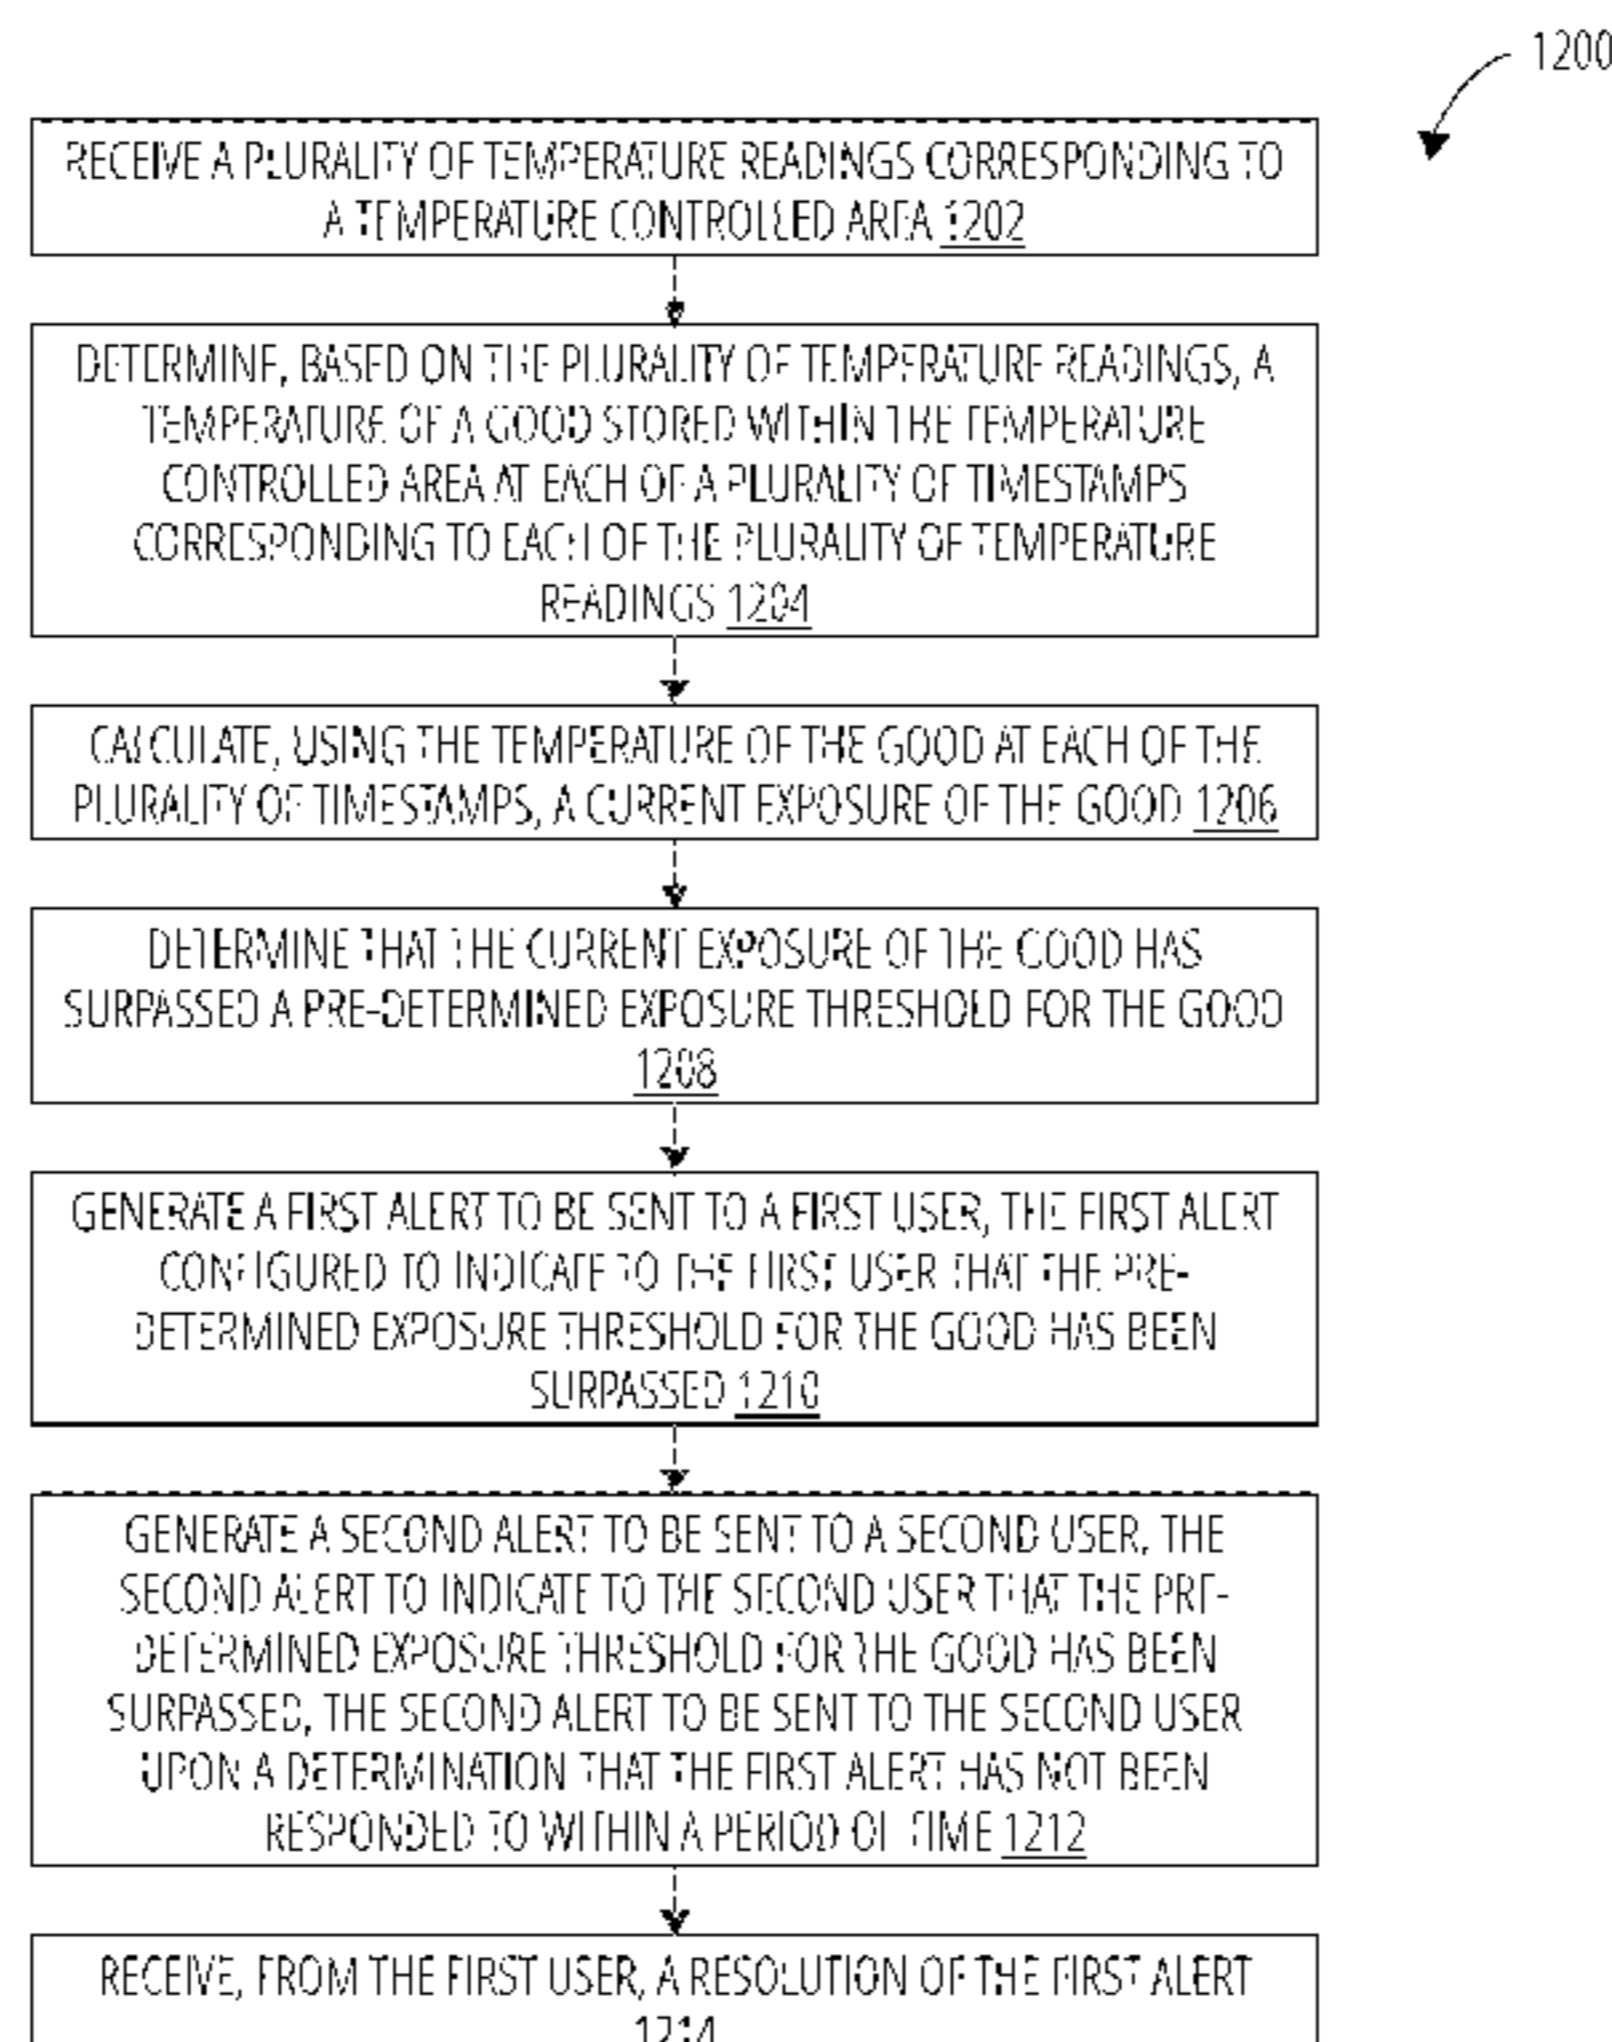 1200
RECEIVE A PLURALITY OF TEMPERATURE READINGS CORRESPONDING TO
A TEMPERATURE CONTROLLED AREA 1202
DETERMINE, BASED ON THE PLURALITY OF TEMPERATURE READINGS, A
TEMPERATURE OF A GOOD STORED WITHIN THE TEMPERATURE
CONTROLLED AREA AT EACH OF A PLURALITY OF TIMESTAMPS
CORRESPONDING TO EACH OF THE PLURALITY OF TEMPERATURE
READINGS 1204
CALCULATE, USING THE TEMPERATURE OF THE GOOD AT EACH OF THE
PLURALITY OF TIMESTAMPS, A CURRENT EXPOSURE OF THE GOOD 1206
DETERMINE THAT THE CURRENT EXPOSURE OF THE GOOD HAS
SURPASSED A PRE-DETERMINED EXPOSURE THRESHOLD FOR THE GOOD
1208
GENERATE A FIRST ALERT TO BE SENT TO A FIRST USER, THE FIRST ALERT
CONFIGURED TO INDICATE TO THE FIRST USER THAT THE PRE-
DETERMINED EXPOSURE THRESHOLD FOR THE GOOD HAS BEEN
SURPASSED 1210
GENERATE A SECOND ALERT TO BE SENT TO A SECOND USER, THE
SECOND ALERT TO INDICATE TO THE SECOND USER THAT THE PRE-
DETERMINED EXPOSURE THRESHOLD FOR THE GOOD HAS BEEN
SURPASSED, THE SECOND ALERT TO BE SENT TO THE SECOND USER
UPON A DETERMINATION THAT THE FIRST ALERT HAS NOT BEEN
RESPONDED TO WITHIN A PERIOD OF TIME 1212
RECEIVE, FROM THE FIRST USER, A RESOLUTION OF THE FIRST ALERT
1214